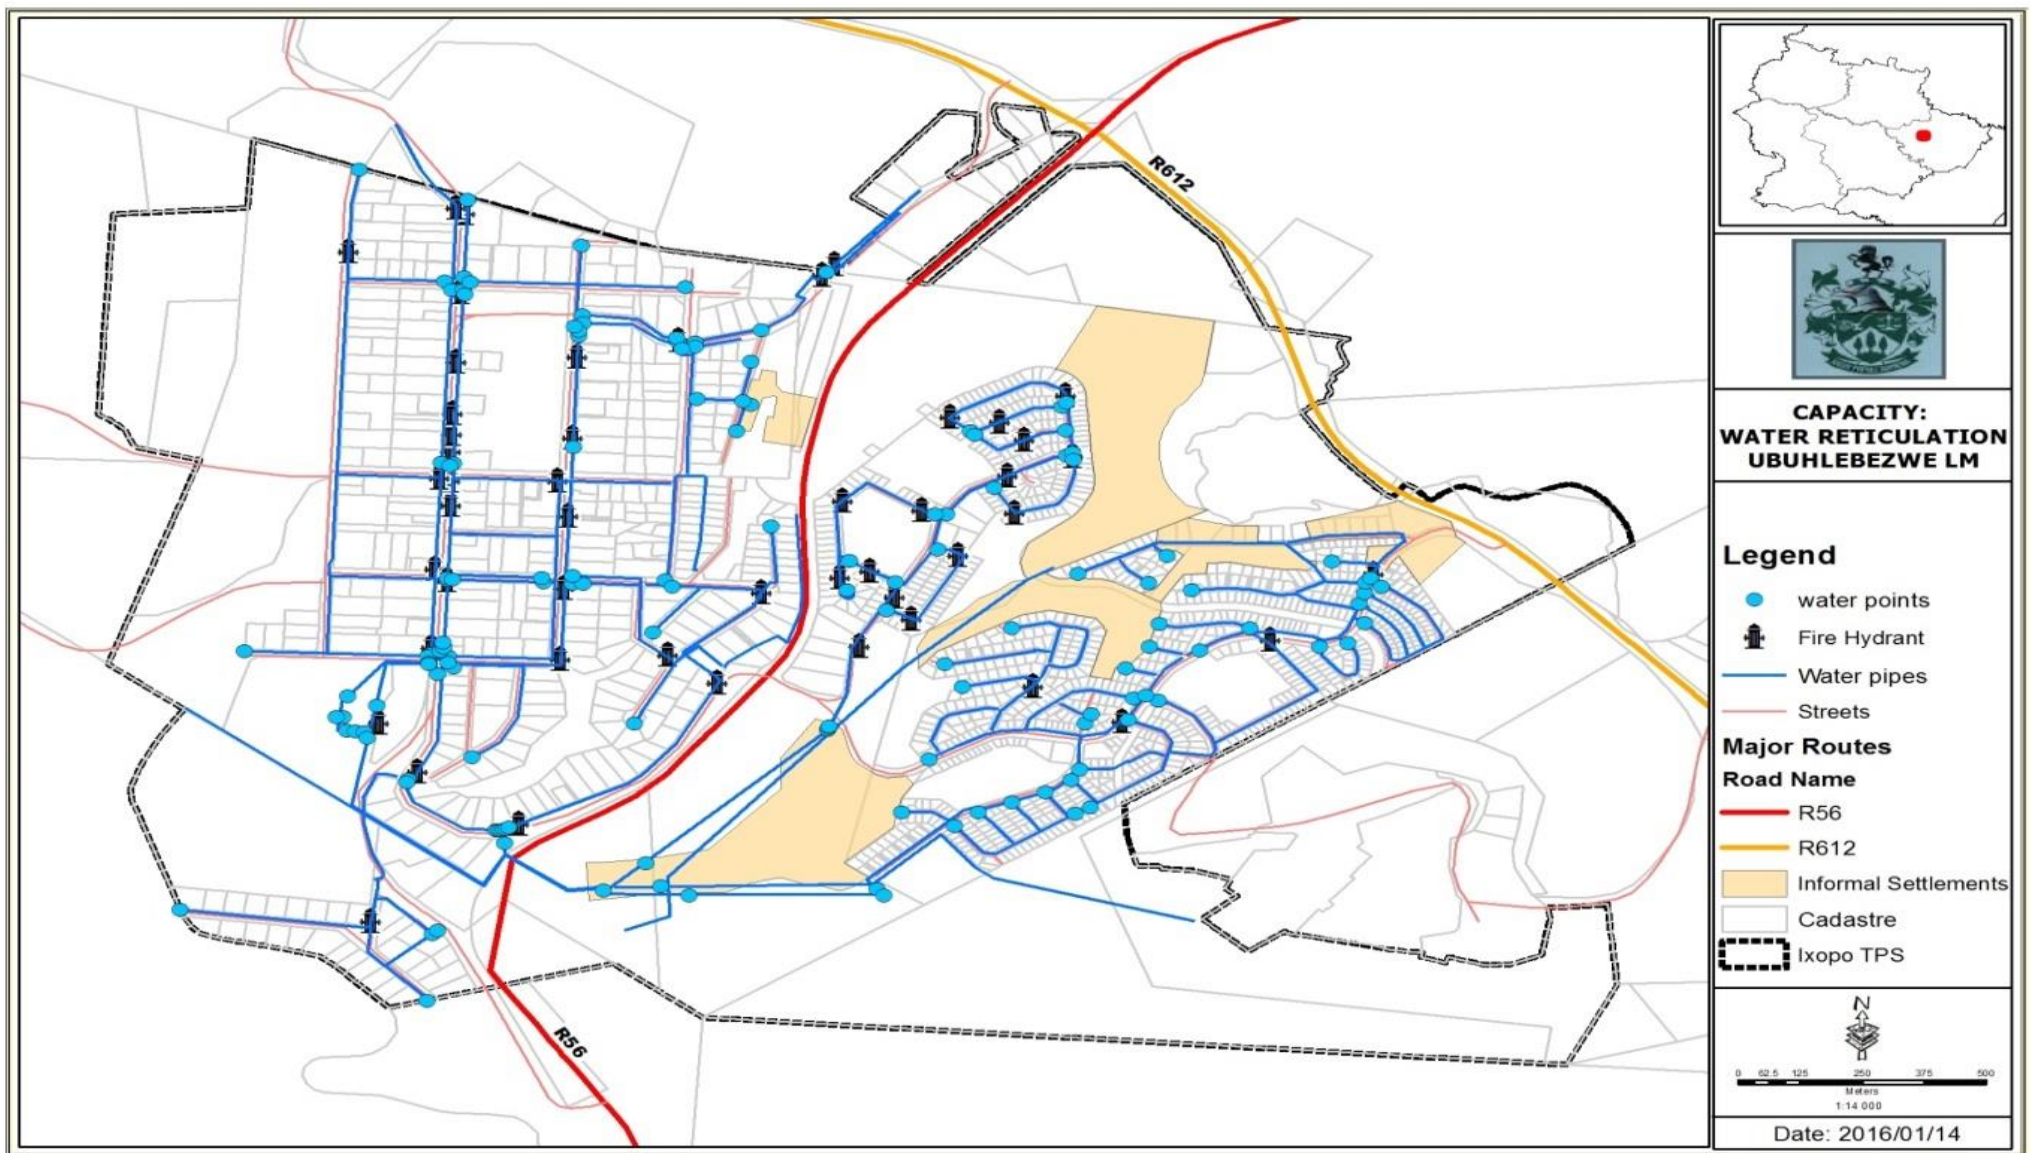 R612
R56
CAPACITY:
WATER RETICULATION
UBUHLEBEZWE LM
Legend
water points
Fire Hydrant
Water pipes
Streets
Major Routes
Road Name
R56
R612
Informal Settlements
Cadastre
Ixopo TPS
N
0 62.5 125 250 375 500
Meters
1:14 000
Date: 2016/01/14